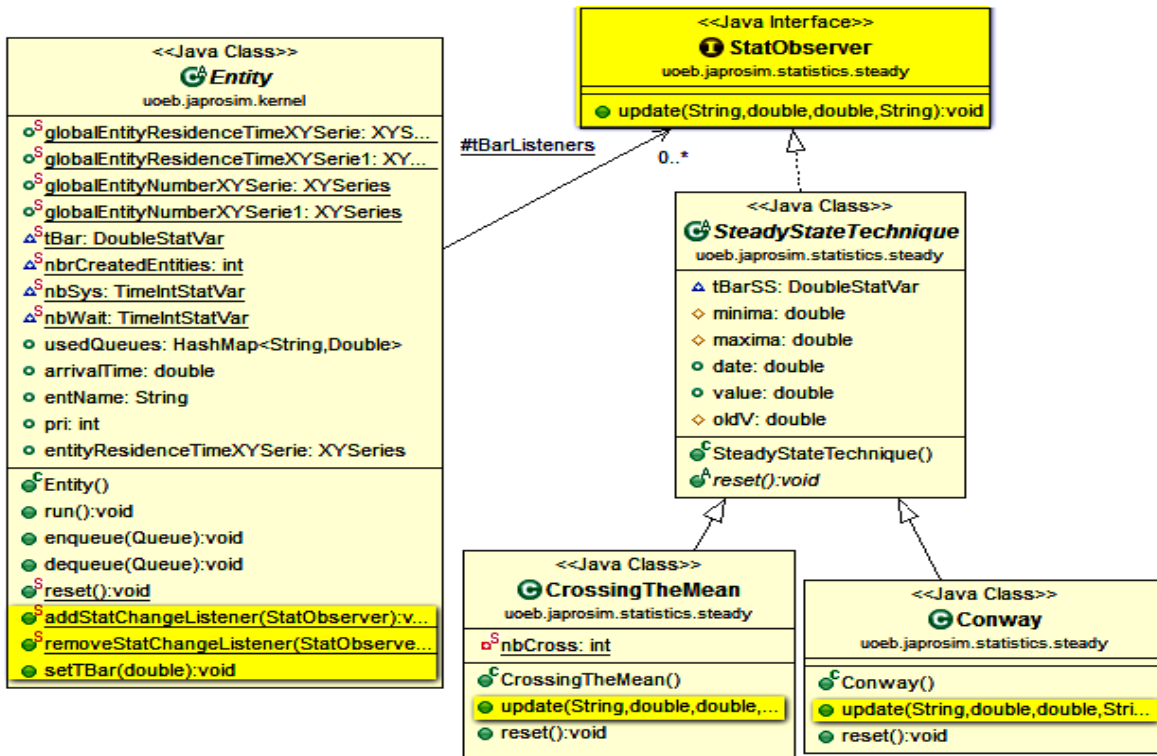 <<Java Class>>
Entity
uoeb.japrosim.kernel
globalEntityResidenceTimeXYSerie: XYS...
globalEntityResidenceTimeXYSerie1: XY...
globalEntityNumberXYSerie: XYSeries
globalEntityNumberXYSerie1: XYSeries
tBar: DoubleStatVar
nbrCreatedEntities: int
nbSys: TimeIntStatVar
nbWait: TimeIntStatVar
usedQueues: HashMap<String,Double>
arrivalTime: double
entName: String
pri: int
entityResidenceTimeXYSerie: XYSeries
Entity()
run():void
enqueue(Queue):void
dequeue(Queue):void
reset():void
addStatChangeListener(StatObserver):v...
removeStatChangeListener(StatObserve...
setTBar(double):void
#tBarListeners
0..*
<<Java Interface>>
StatObserver
uoeb.japrosim.statistics.steady
update(String,double,double,String):void
<<Java Class>>
SteadyStateTechnique
uoeb.japrosim.statistics.steady
tBarSS: DoubleStatVar
minima: double
maxima: double
date: double
value: double
oldV: double
SteadyStateTechnique()
reset():void
<<Java Class>>
CrossingTheMean
uoeb.japrosim.statistics.steady
nbCross: int
CrossingTheMean()
update(String,double,double,...
reset():void
<<Java Class>>
Conway
uoeb.japrosim.statistics.steady
Conway()
update(String,double,double,Stri...
reset():void